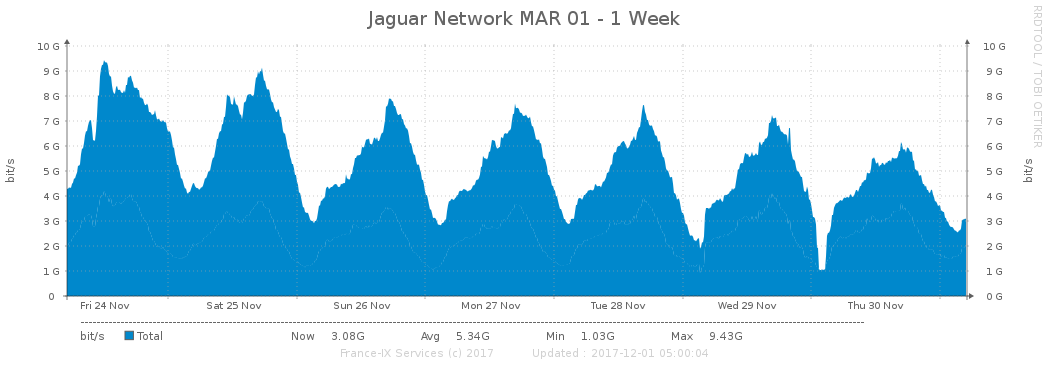 Jaguar Network MAR 01 - 1 Week
RRDTOOL / TOBI OETIKER
bit/s
10 G
9 G
8 G
7 G
6 G
5 G
4 G
3 G
2 G
1 G
0
10 G
9 G
8 G
7 G
6 G
5 G
4 G
3 G
2 G
1 G
0 G
bit/s
Fri 24 Nov Sat 25 Nov Sun 26 Nov Mon 27 Nov Tue 28 Nov Wed 29 Nov Thu 30 Nov
bit/s Total Now 3.08G Avg 5.34G Min 1.03G Max 9.43G
France-IX Services (c) 2017 Updated : 2017-12-01 05:00:04